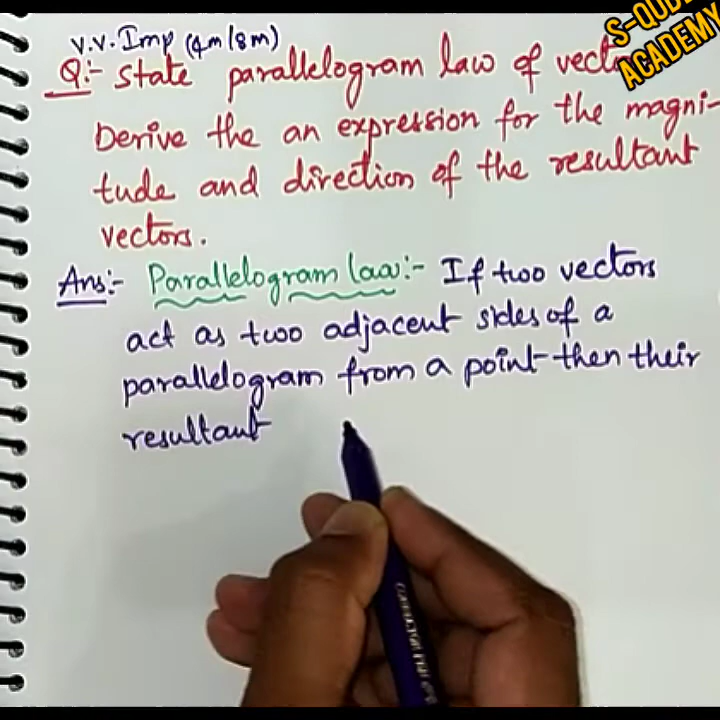 V.V.Imp (4m/8m)
S-QUB
ACADEMY
Q:- State parallelogram law of vect
Derive the an expression for the magni-
tude and direction of the resultant
vectors.
Ans:- Parallelogram law:- If two vectors
act as two adjacent sides of a
parallelogram from a point then their
resultant